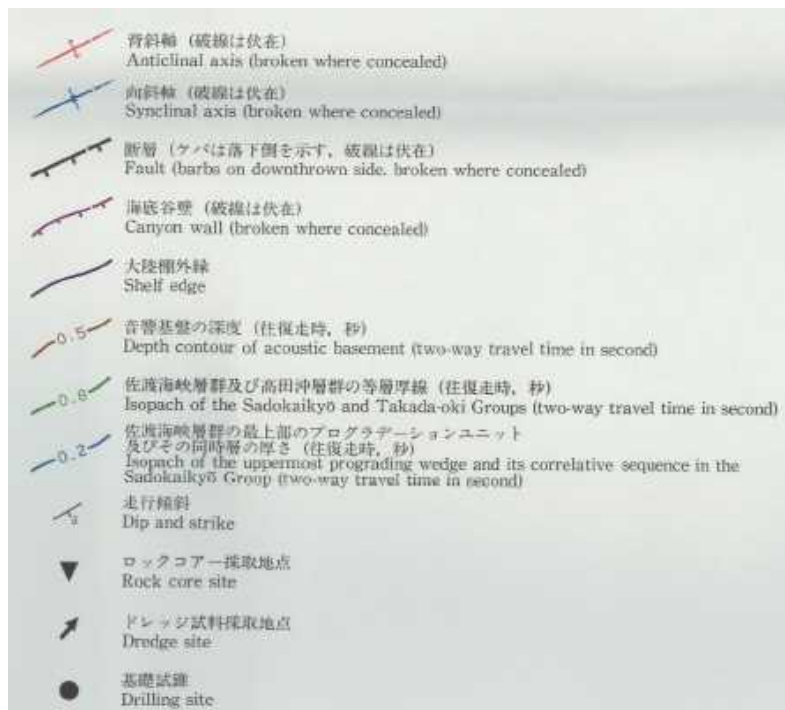 背斜軸（破線は伏在）
Anticlinal axis (broken where concealed)
向斜軸（破線は伏在）
Synclinal axis (broken where concealed)
断層（ケバは落下側を示す，破線は伏在）
Fault (barbs on downthrown side. broken where concealed)
海底谷壁（破線は伏在）
Canyon wall (broken where concealed)
大陸棚外縁
Shelf edge
0.5
音響基盤の深度（往復走時，秒）
Depth contour of acoustic basement (two-way travel time in second)
0.6
佐渡海峡層群及び高田沖層群の等層厚線（往復走時，秒）
Isopach of the Sadokaikyō and Takada-oki Groups (two-way travel time in second)
0.2
佐渡海峡層群の最上部のプログラデーションユニット
及びその同時層の厚さ（往復走時，秒）
Isopach of the uppermost prograding wedge and its correlative sequence in the
Sadokaikyō Groop (two-way travel time in second)
走行傾斜
Dip and strike
ロックコアー採取地点
Rock core site
ドレッジ試料採取地点
Dredge site
基礎試錐
Drilling site